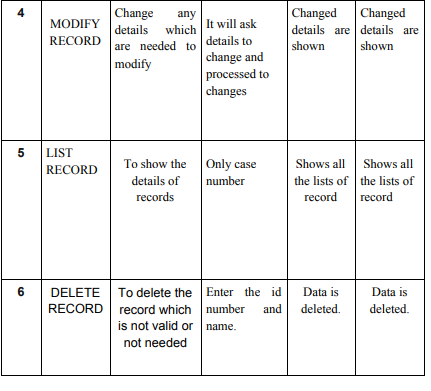 4
MODIFY
RECORD
Change any
details which
are needed to
modify
It will ask
details to
change and
processed to
changes
Changed
details are
shown
Changed
details are
shown
5
LIST
RECORD
To show the
details of
records
Only case
number
Shows all
the lists of
record
Shows all
the lists of
record
6
DELETE
RECORD
To delete the
record which
is not valid or
not needed
Enter the id
number and
name.
Data is
deleted.
Data is
deleted.